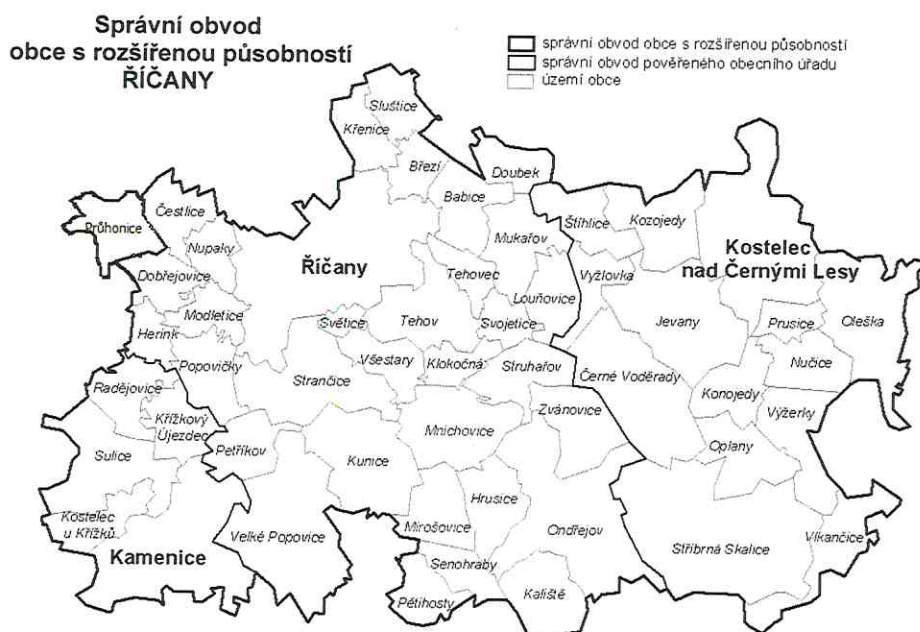 Správní obvod
obce s rozšířenou působností
ŘÍČANY
správní obvod obce s rozšířenou působností
správní obvod pověřeného obecního úřadu
území obce
Sluštice
Křenice
Březí
Doubek
Babice
Čestlice
Průhonice
Nupaky
Štíhlice
Kozojedy
Mukařov
Kostelec
nad Černými Lesy
Říčany
Dobřejovice
Tehovec
Vyžlovka
Louňovice
Modletice
Herink
Světice
Tehov
Svojetice
Jevany
Prusice
Oleška
Popovičky
Všestary
Klokočná
Struhařov
Nučice
Strančice
Radějovice
Černé Voděrady
Konojedy
Křížkový
Újezdec
Zvánovice
Výžerky
Mnichovice
Sulice
Petříkov
Kunice
Oplany
Hrusice
Kostelec
u Křížků
Mirošovice
Ondřejov
Velké Popovice
Kamenice
Stříbrná Skalice
Vlkančice
Senohraby
Kaliště
Pětihosty